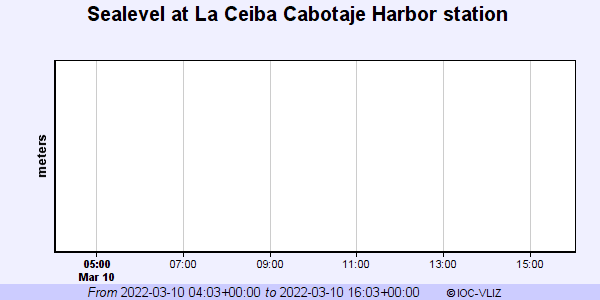 Sealevel at La Ceiba Cabotaje Harbor station
meters
05:00 07:00 09:00 11:00 13:00 15:00
Mar 10
From 2022-03-10 04:03+00:00 to 2022-03-10 16:03+00:00 © IOC-VLIZ